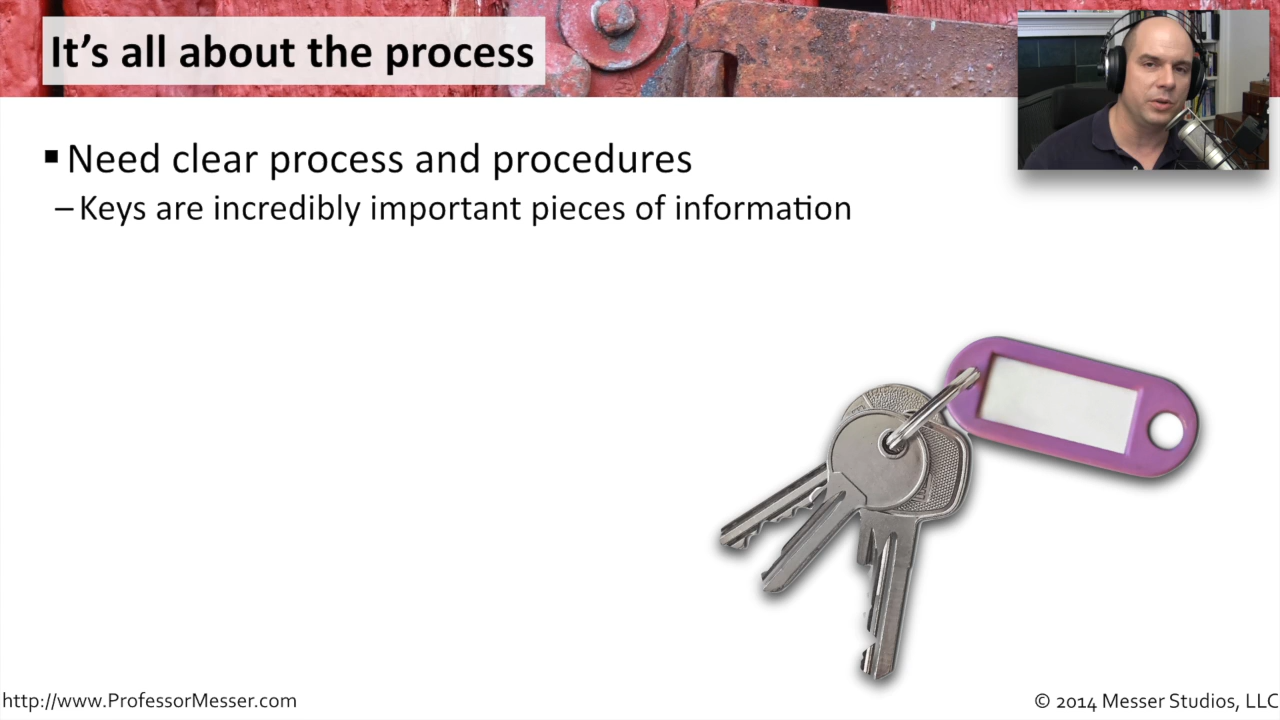 It's all about the process
▪ Need clear process and procedures
– Keys are incredibly important pieces of information
http://www.ProfessorMesser.com
© 2014 Messer Studios, LLC